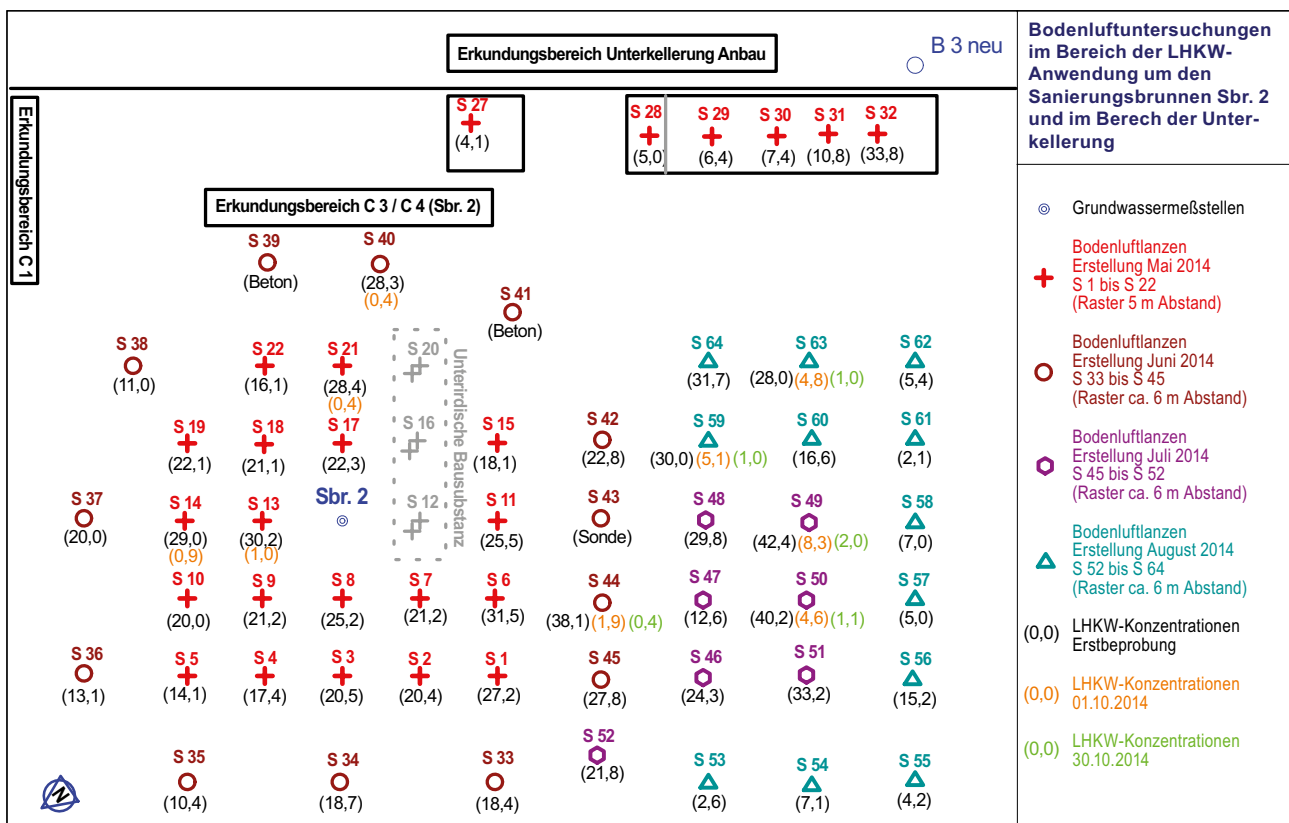 Erkundungsbereich Unterkellerung Anbau
B 3 neu
Erkundungsbereich C 1
S 27
(4,1)
S 28 S 29 S 30 S 31 S 32
(5,0) (6,4) (7,4) (10,8) (33,8)
Erkundungsbereich C 3 / C 4 (Sbr. 2)
S 39 S 40
(Beton) (28,3)
(0,4)
S 41
(Beton)
S 38 S 22 S 21 S 20 S 64 S 63 S 62
(11,0) (16,1) (28,4) (31,7) (28,0) (4,8) (1,0) (5,4)
(0,4)
Unterirdische Bausubstanz
S 19 S 18 S 17 S 16 S 15 S 42 S 59 S 60 S 61
(22,1) (21,1) (22,3) (18,1) (22,8) (30,0) (5,1) (1,0) (16,6) (2,1)
S 37 S 14 S 13 Sbr. 2 S 12 S 11 S 43 S 48 S 49 S 58
(20,0) (29,0) (30,2) (25,5) (Sonde) (29,8) (42,4) (8,3) (2,0) (7,0)
(0,9) (1,0)
S 10 S 9 S 8 S 7 S 6 S 44 S 47 S 50 S 57
(20,0) (21,2) (25,2) (21,2) (31,5) (38,1) (1,9) (0,4) (12,6) (40,2) (4,6) (1,1) (5,0)
S 36 S 5 S 4 S 3 S 2 S 1 S 45 S 46 S 51 S 56
(13,1) (14,1) (17,4) (20,5) (20,4) (27,2) (27,8) (24,3) (33,2) (15,2)
S 35 S 34 S 33 S 52 S 53 S 54 S 55
(10,4) (18,7) (18,4) (21,8) (2,6) (7,1) (4,2)
N
Bodenluftuntersuchungen
im Bereich der LHKW-
Anwendung um den
Sanierungsbrunnen Sbr. 2
und im Berech der Unter-
kellerung
Grundwassermeßstellen
Bodenluftlanzen
Erstellung Mai 2014
S 1 bis S 22
(Raster 5 m Abstand)
Bodenluftlanzen
Erstellung Juni 2014
S 33 bis S 45
(Raster ca. 6 m Abstand)
Bodenluftlanzen
Erstellung Juli 2014
S 45 bis S 52
(Raster ca. 6 m Abstand)
Bodenluftlanzen
Erstellung August 2014
S 52 bis S 64
(Raster ca. 6 m Abstand)
(0,0) LHKW-Konzentrationen
Erstbeprobung
(0,0) LHKW-Konzentrationen
01.10.2014
(0,0) LHKW-Konzentrationen
30.10.2014